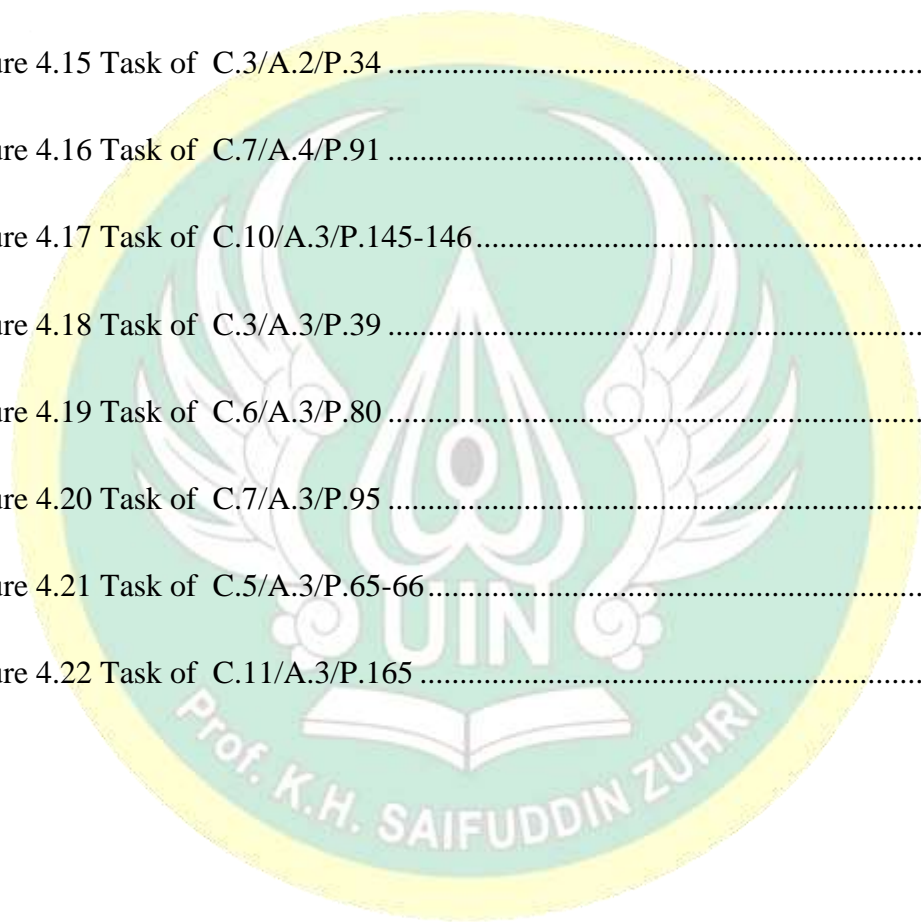 ure 4.15 Task of C.3/A.2/P.34 ................................................................................
ure 4.16 Task of C.7/A.4/P.91 ................................................................................
ure 4.17 Task of C.10/A.3/P.145-146 ................................................................................
ure 4.18 Task of C.3/A.3/P.39 ................................................................................
ure 4.19 Task of C.6/A.3/P.80 ................................................................................
ure 4.20 Task of C.7/A.3/P.95 ................................................................................
ure 4.21 Task of C.5/A.3/P.65-66 ................................................................................
UIN
ure 4.22 Task of C.11/A.3/P.165 ................................................................................
Prof. K.H. SAIFUDDIN ZUHRI